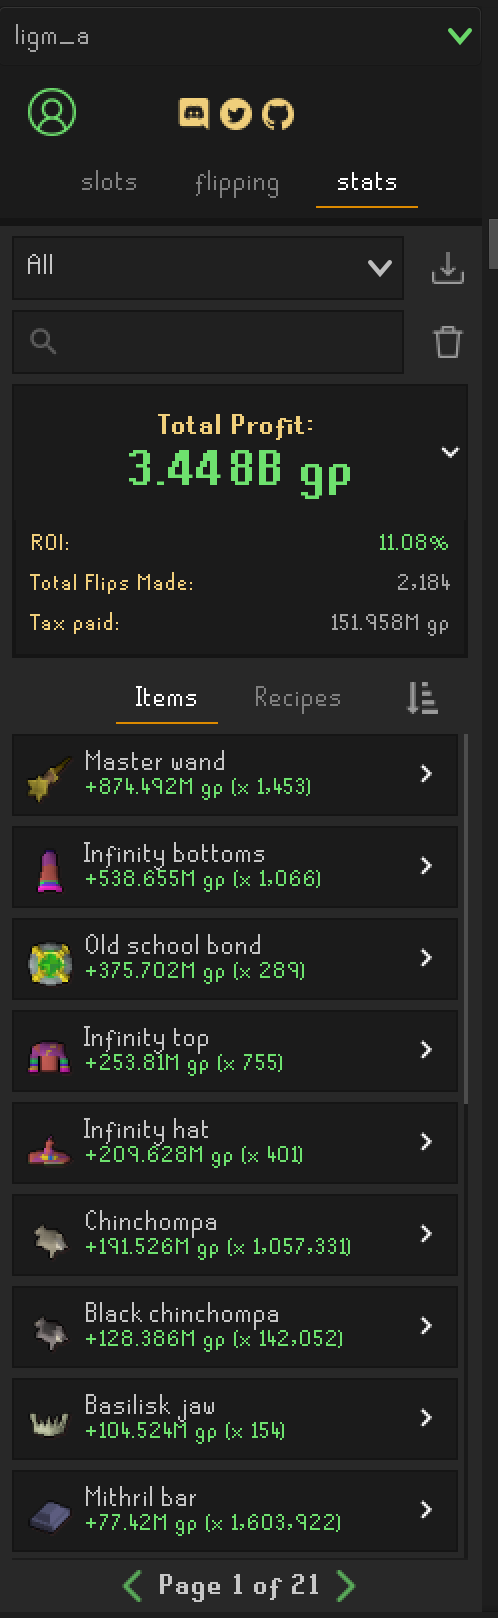 ligm_a
slots flipping stats
All
Total Profit:
3.448B gp
ROI: 11.08%
Total Flips Made: 2,184
Tax paid: 151.958M gp
Items Recipes
Master wand
+874.492M gp (x 1,453)
Infinity bottoms
+538.655M gp (x 1,066)
Old school bond
+375.702M gp (x 289)
Infinity top
+253.81M gp (x 755)
Infinity hat
+209.628M gp (x 401)
Chinchompa
+191.526M gp (x 1,057,331)
Black chinchompa
+128.386M gp (x 142,052)
Basilisk jaw
+104.524M gp (x 154)
Mithril bar
+77.42M gp (x 1,603,922)
Page 1 of 21